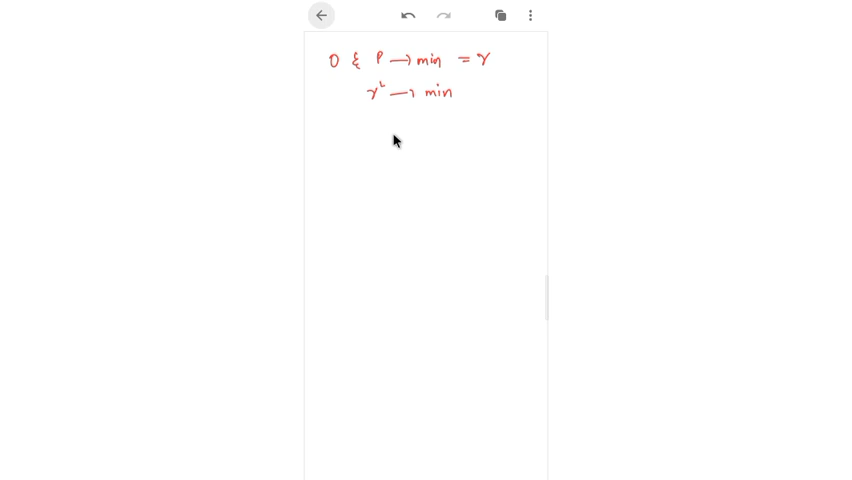 O & P → min = r
r² → min